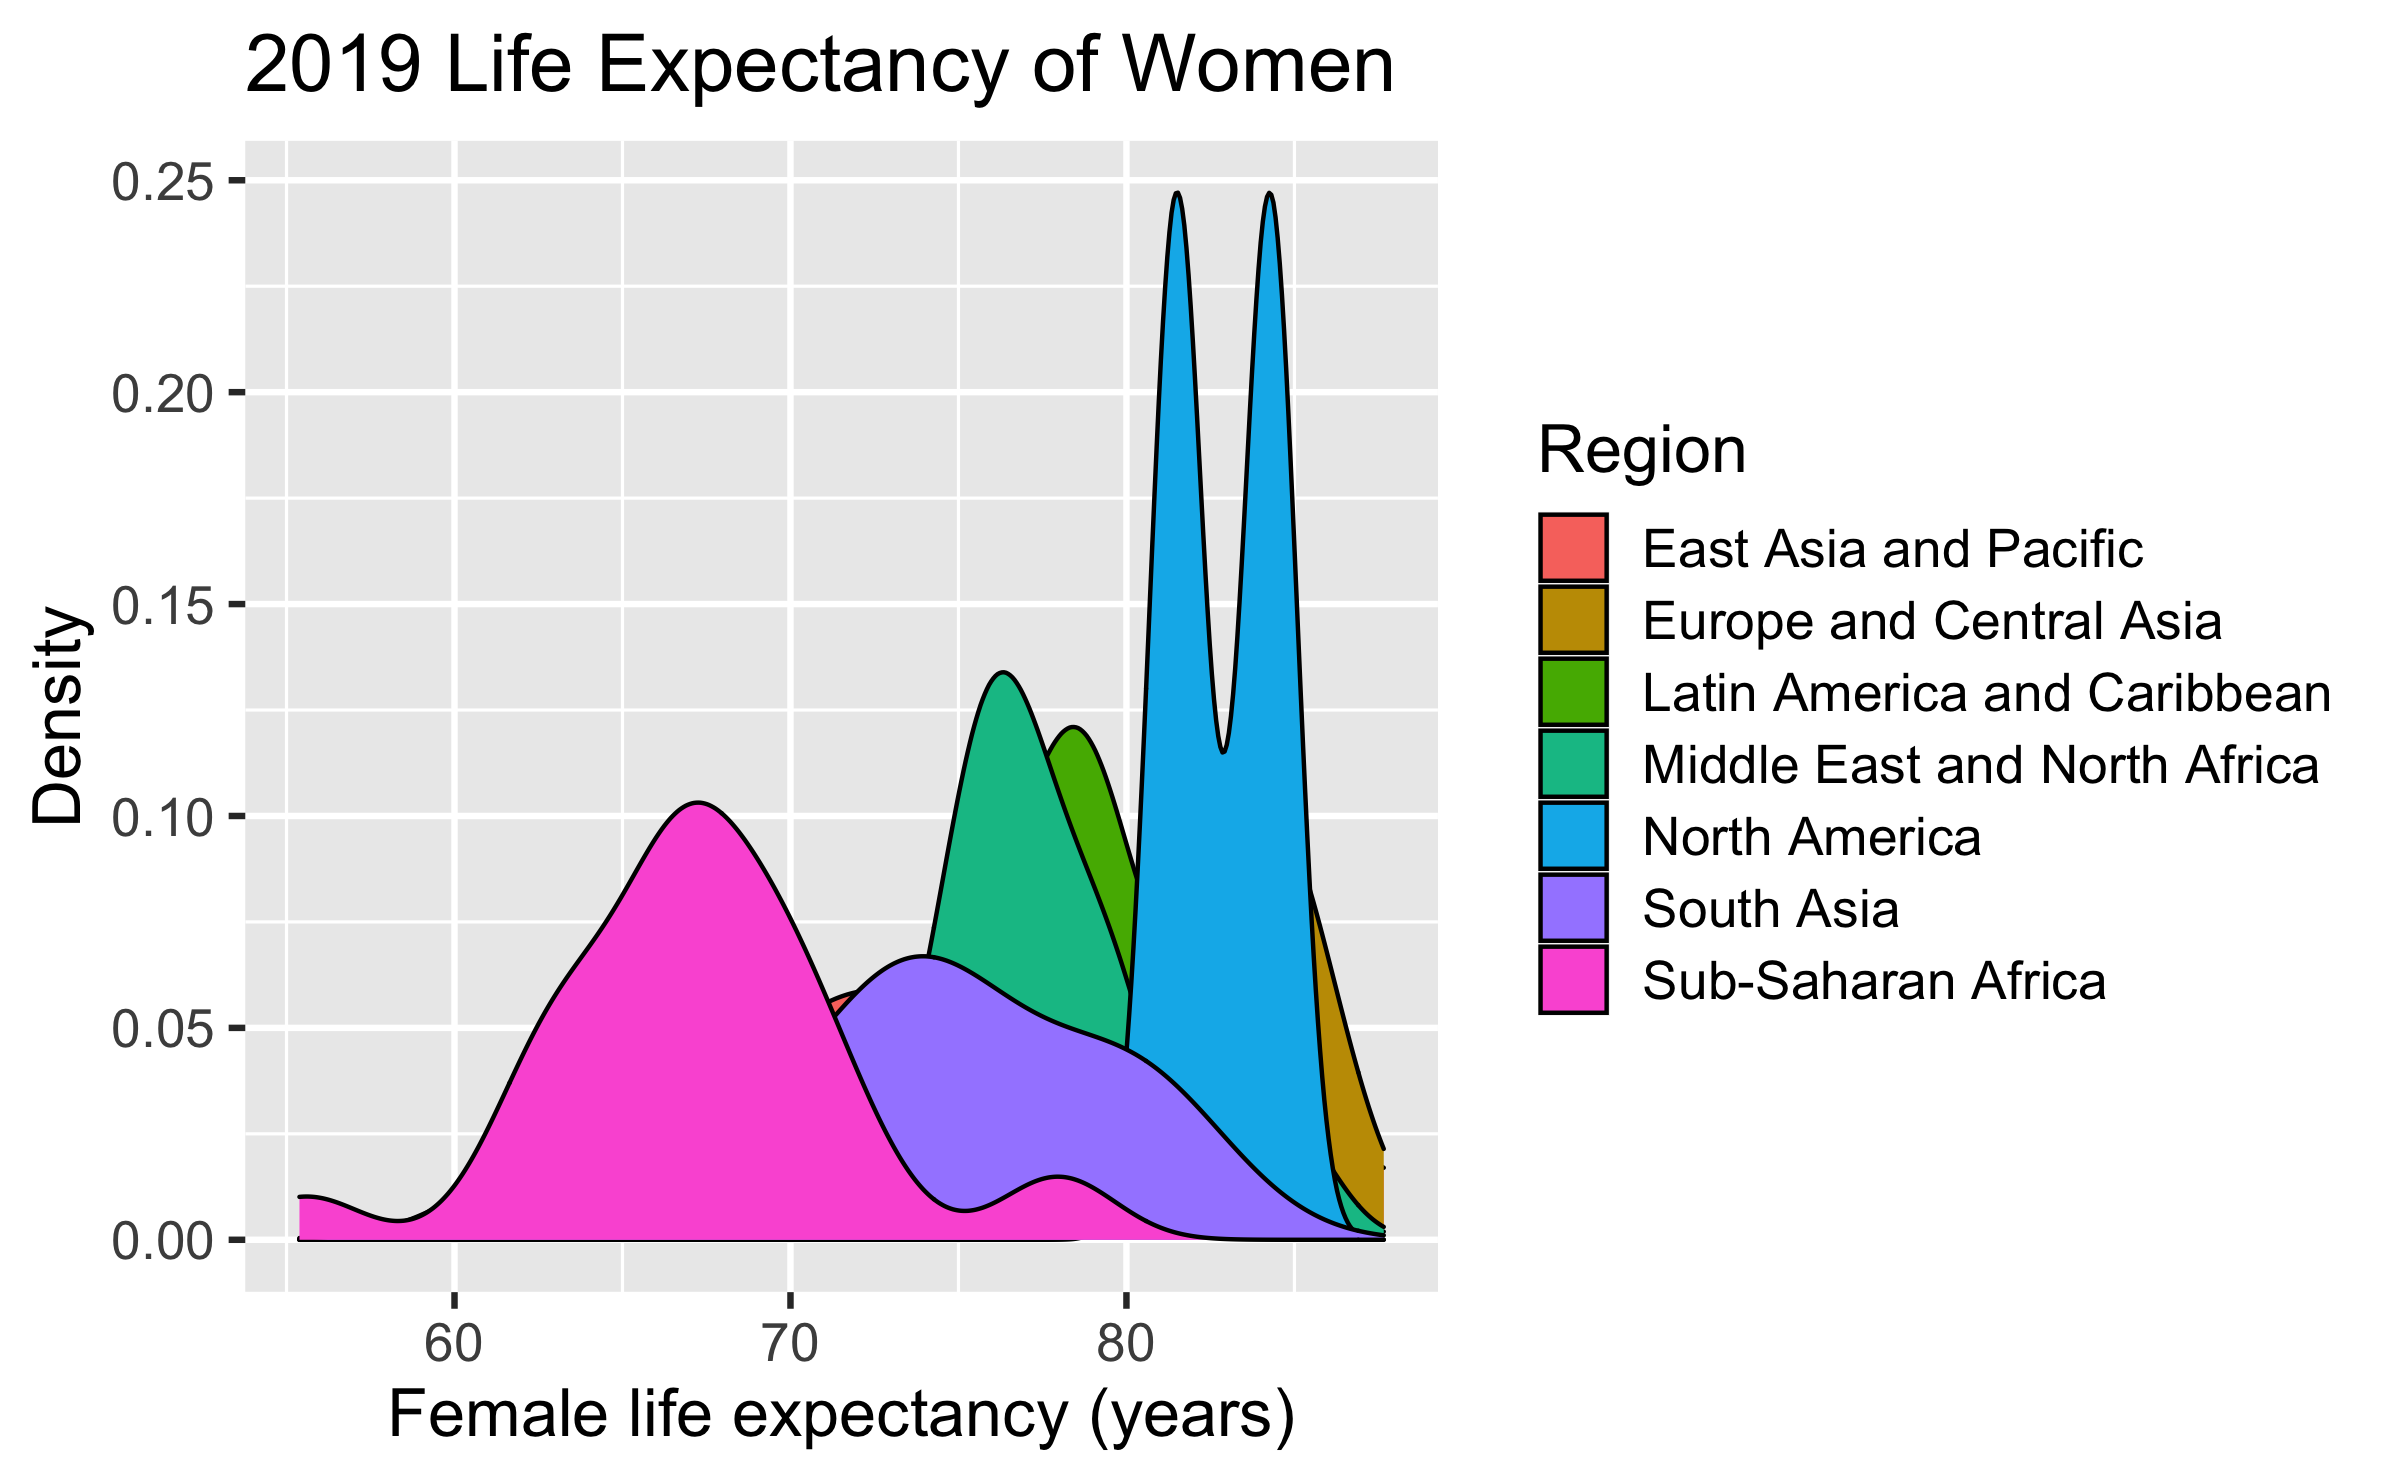 2019 Life Expectancy of Women
Density
0.25
0.20
0.15
0.10
0.05
0.00
60 70 80
Female life expectancy (years)
Region
East Asia and Pacific
Europe and Central Asia
Latin America and Caribbean
Middle East and North Africa
North America
South Asia
Sub-Saharan Africa